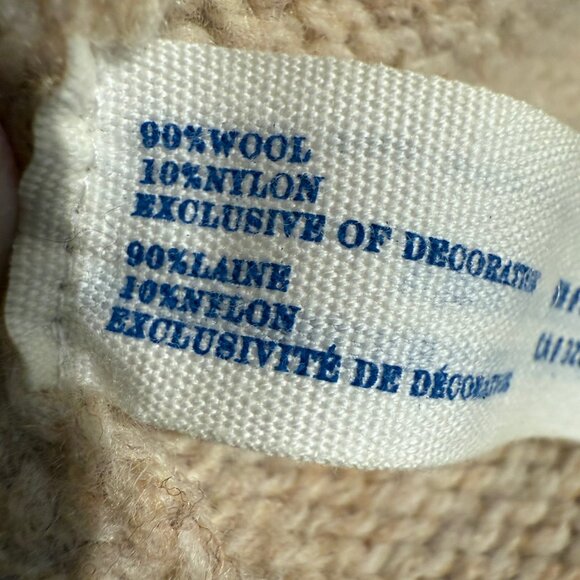 90%WOOL
10%NYLON
EXCLUSIVE OF DECORATION
90%LAINE
10%NYLON
EXCLUSIVITÉ DE DÉCORATION